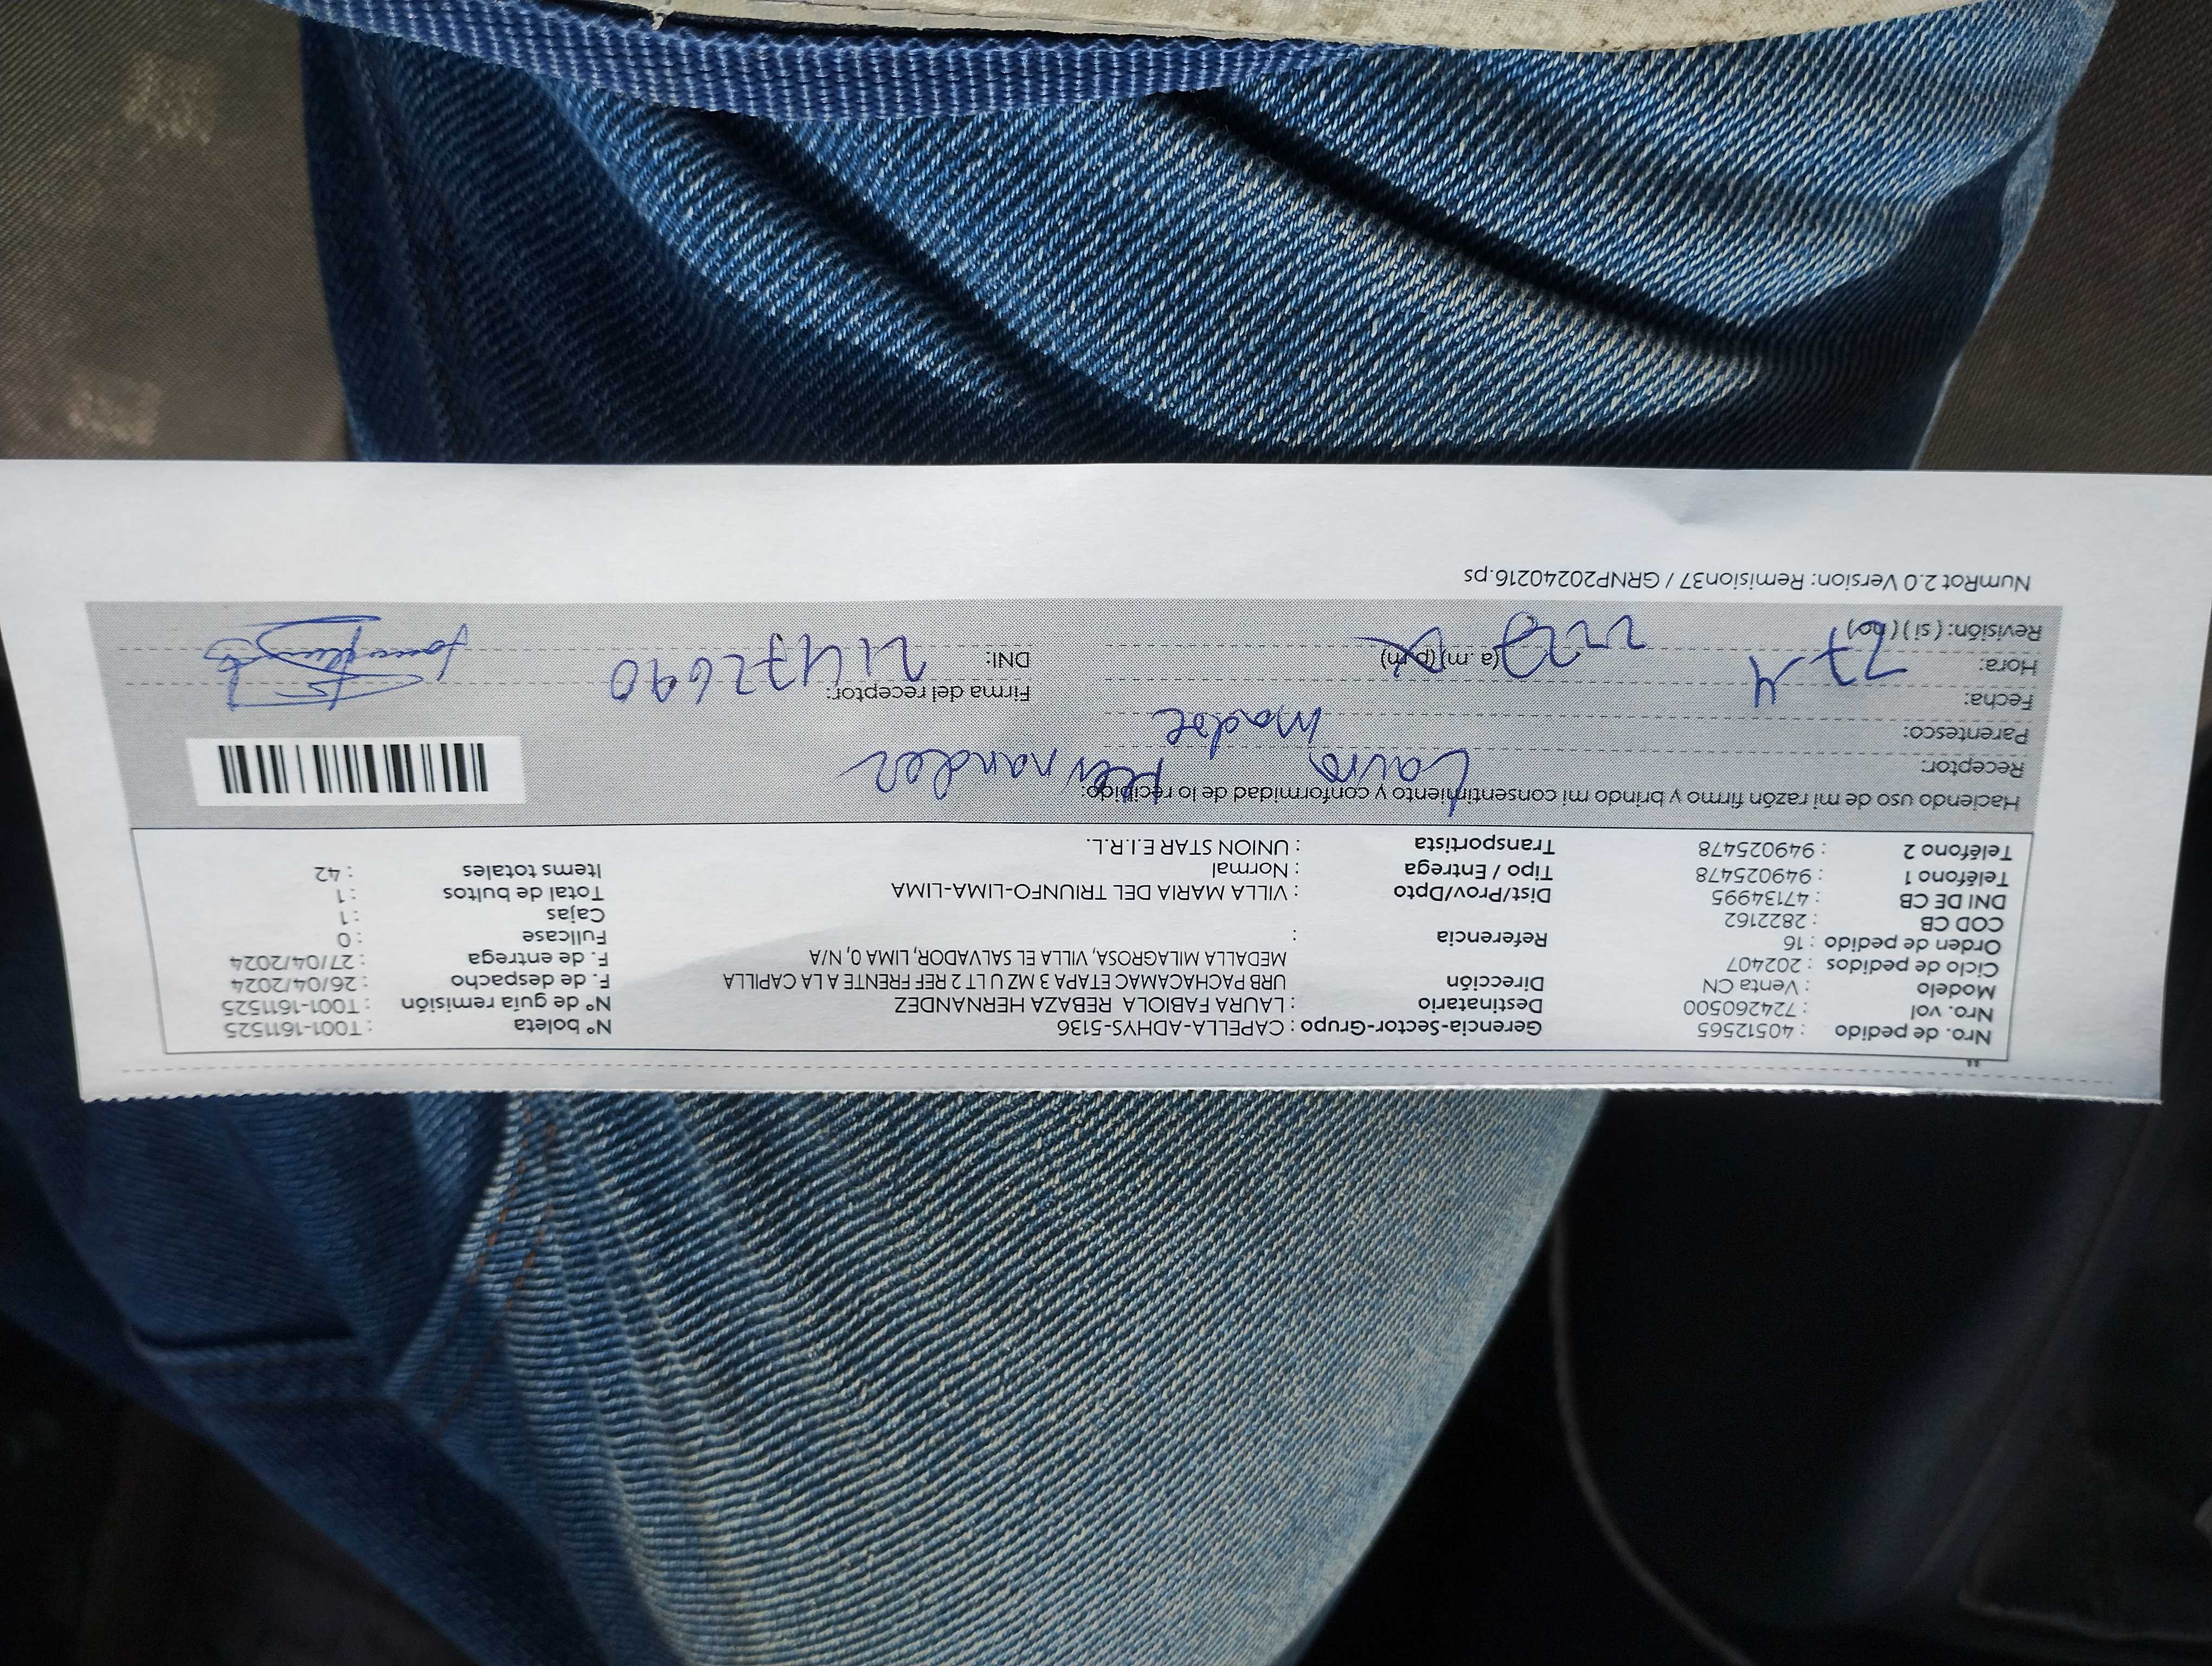 Nro. de pedido : 40512565 Gerencia-Sector-Grupo : CAPELLA-ADHYS-5136 Nº boleta : T001-1611525
Nro. vol : 724260500 Destinatario : LAURA FABIOLA REBAZA HERNANDEZ Nº de guía remisión : T001-1611525
Modelo : Venta CN Dirección URB PACHACAMAC ETAPA 3 MZ U LT 2 REF FRENTE A LA CAPILLA F. de despacho : 26/04/2024
Ciclo de pedidos : 202407 MEDALLA MILAGROSA, VILLA EL SALVADOR, LIMA 0, N/A F. de entrega : 27/04/2024
Orden de pedido : 16 Referencia : Fullcase : 0
COD CB : 2822162 Cajas : 1
DNI DE CB : 47134995 Dist/Prov/Dpto : VILLA MARIA DEL TRIUNFO-LIMA-LIMA Total de bultos : 1
Teléfono 1 : 949025478 Tipo / Entrega : Normal Items totales : 42
Teléfono 2 : 949025478 Transportista : UNION STAR E.I.R.L.
Haciendo uso de mi razón firmo y brindo mi consentimiento y conformidad de lo recibido:
Receptor: Laura
Parentesco: Madre
Fecha: 27 4 Firma del receptor:
Hora: (a .m) (p.m) DNI: 21472690
Revisión: (si) (no)
NumRot 2.0 Version: Remision37 / GRNP20240216.ps